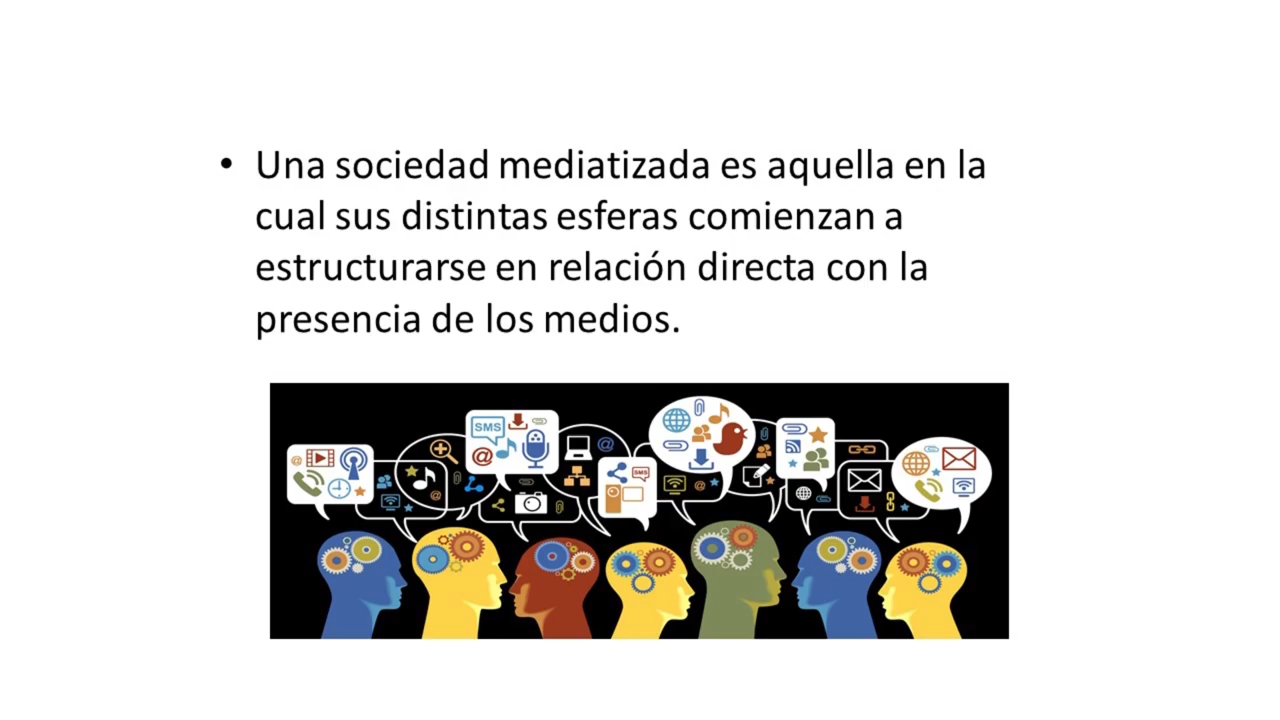 • Una sociedad mediatizada es aquella en la
cual sus distintas esferas comienzan a
estructurarse en relación directa con la
presencia de los medios.
SMS
@
@
SMS
@
@
@
@